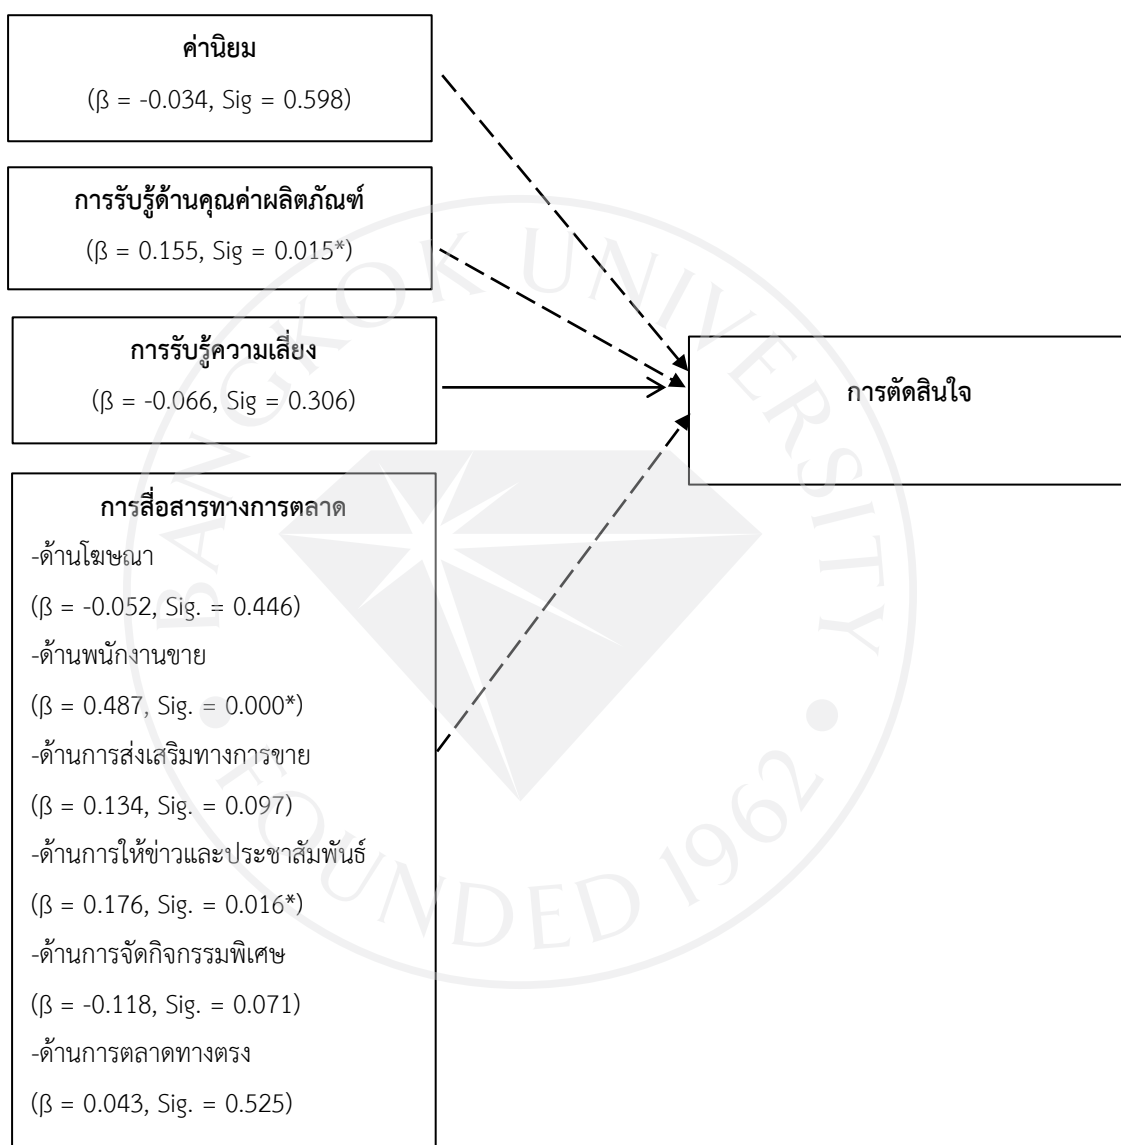 ค่านิยม
(β = -0.034, Sig = 0.598)
การรับรู้ด้านคุณค่าผลิตภัณฑ์
(β = 0.155, Sig = 0.015*)
การรับรู้ความเสี่ยง
(β = -0.066, Sig = 0.306)
การสื่อสารทางการตลาด
-ด้านโฆษณา
(β = -0.052, Sig. = 0.446)
-ด้านพนักงานขาย
(β = 0.487, Sig. = 0.000*)
-ด้านการส่งเสริมทางการขาย
(β = 0.134, Sig. = 0.097)
-ด้านการให้ข่าวและประชาสัมพันธ์
(β = 0.176, Sig. = 0.016*)
-ด้านการจัดกิจกรรมพิเศษ
(β = -0.118, Sig. = 0.071)
-ด้านการตลาดทางตรง
(β = 0.043, Sig. = 0.525)
การตัดสินใจ
BANGKOK UNIVERSITY
FOUNDED 1962